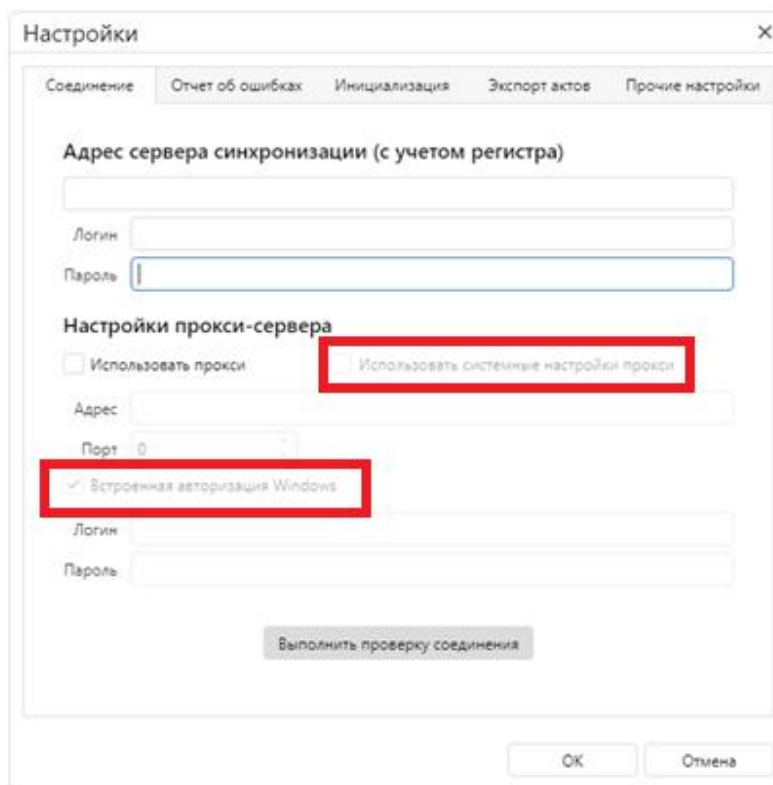 Настройки
Соединение Отчет об ошибках Инициализация Экспорт актов Прочие настройки
Адрес сервера синхронизации (с учетом регистра)
Логин
Пароль
Настройки прокси-сервера
Использовать прокси Использовать системные настройки прокси
Адрес
Порт 0
Встроенная авторизация Windows
Логин
Пароль
Выполнить проверку соединения
OK Отмена